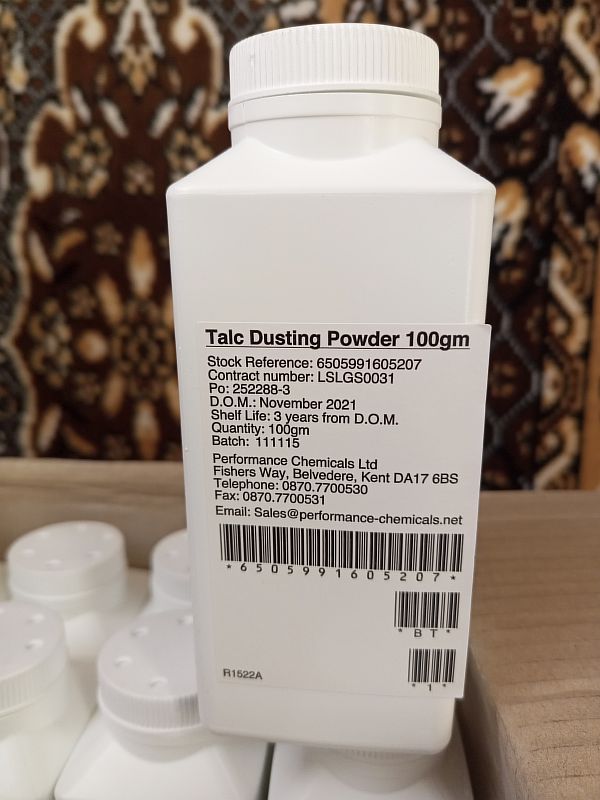 Talc Dusting Powder 100gm
Stock Reference: 6505991605207
Contract number: LSLGS0031
Po: 252288-3
D.O.M.: November 2021
Shelf Life: 3 years from D.O.M.
Quantity: 100gm
Batch: 111115
Performance Chemicals Ltd
Fishers Way, Belvedere, Kent DA17 6BS
Telephone: 0870.7700530
Fax: 0870.7700531
Email: Sales@performance-chemicals.net
*6505991605207*
*BT*
*1*
R1522A